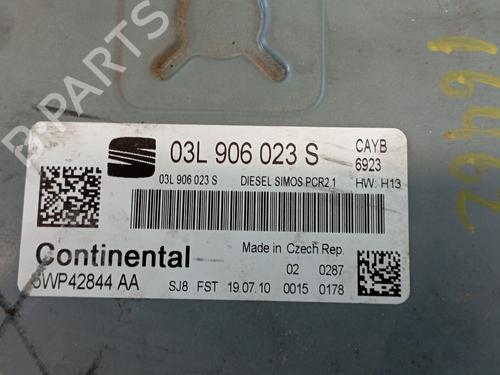 B-PARTS
03L 906 023 S
CAYB
6923
03L 906 023 S DIESEL SIMOS PCR2.1 HW: H13
Continental
Made in Czech Rep.
02 0287
5WP42844 AA
SJ8 FST 19.07.10 0015 0178